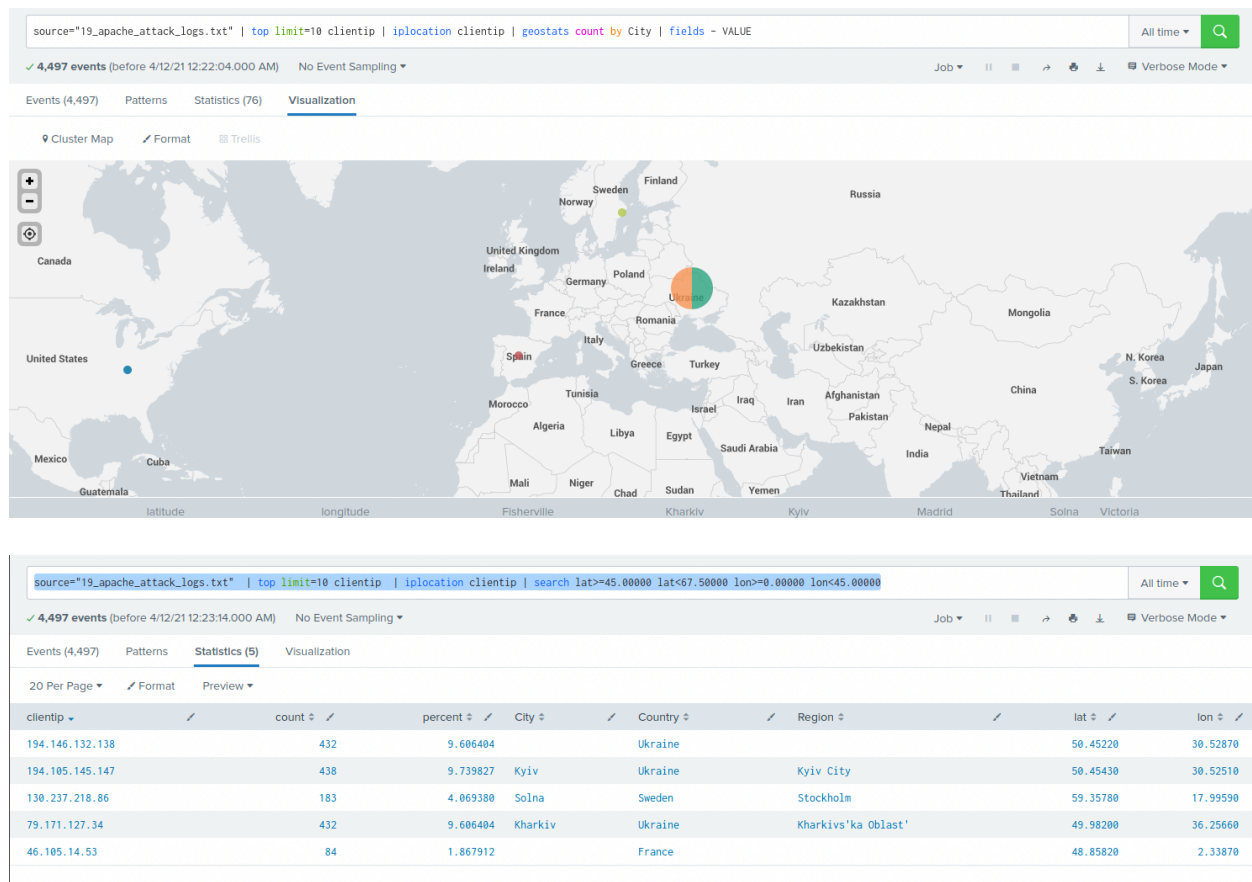 source="19_apache_attack_logs.txt" | top limit=10 clientip | iplocation clientip | geostats count by City | fields - VALUE
All time
4,497 events (before 4/12/21 12:22:04.000 AM) No Event Sampling
Job Verbose Mode
Events (4,497) Patterns Statistics (76) Visualization
Cluster Map Format Trellis
+
−
Finland
Sweden
Russia
Norway
United Kingdom
Canada
Ireland
Poland
Germany
Ukraine
Kazakhstan
France
Mongolia
Romania
Italy
Uzbekistan
Spain
N. Korea
United States
Greece Turkey
Japan
S. Korea
China
Tunisia
Afghanistan
Iraq
Iran
Morocco
Israel
Pakistan
Algeria
Nepal
Libya
Egypt
Saudi Arabia
Taiwan
India
Mexico
Cuba
Vietnam
Mali Niger
Guatemala
Chad
Sudan
Yemen
Thailand
latitude longitude Fisherville Kharkiv Kyiv Madrid Solna Victoria
source="19_apache_attack_logs.txt" | top limit=10 clientip | iplocation clientip | search lat>=45.00000 lat<67.50000 lon>=0.00000 lon<45.00000
All time
4,497 events (before 4/12/21 12:23:14.000 AM) No Event Sampling
Job Verbose Mode
Events (4,497) Patterns Statistics (5) Visualization
20 Per Page Format Preview
clientip count percent City Country Region lat lon
194.146.132.138 432 9.606404 Ukraine 50.45220 30.52870
194.105.145.147 438 9.739827 Kyiv Ukraine Kyiv City 50.45430 30.52510
130.237.218.86 183 4.069380 Solna Sweden Stockholm 59.35780 17.99590
79.171.127.34 432 9.606404 Kharkiv Ukraine Kharkivs'ka Oblast' 49.98200 36.25660
46.105.14.53 84 1.867912 France 48.85820 2.33870